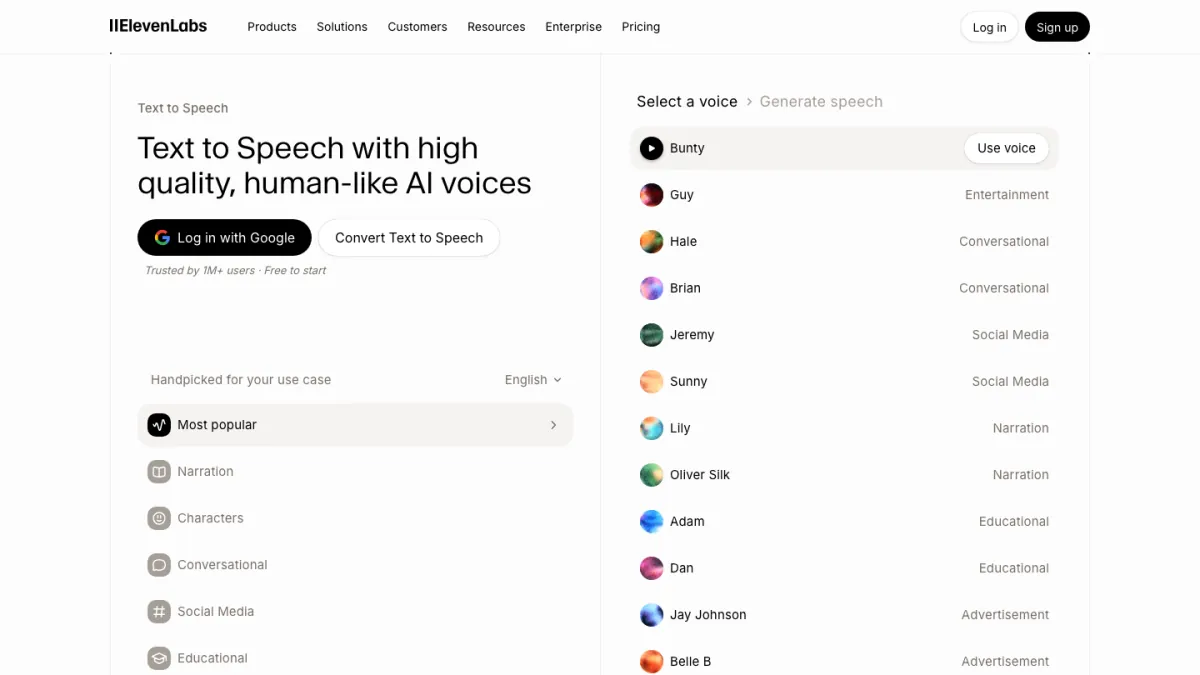 IIElevenLabs
Products
Solutions
Customers
Resources
Enterprise
Pricing
Log in
Sign up
Text to Speech
Text to Speech with high
quality, human-like AI voices
Log in with Google
Convert Text to Speech
Trusted by 1M+ users · Free to start
Handpicked for your use case
English
Most popular
Narration
Characters
Conversational
Social Media
Educational
Select a voice > Generate speech
Bunty Use voice
Guy Entertainment
Hale Conversational
Brian Conversational
Jeremy Social Media
Sunny Social Media
Lily Narration
Oliver Silk Narration
Adam Educational
Dan Educational
Jay Johnson Advertisement
Belle B Advertisement